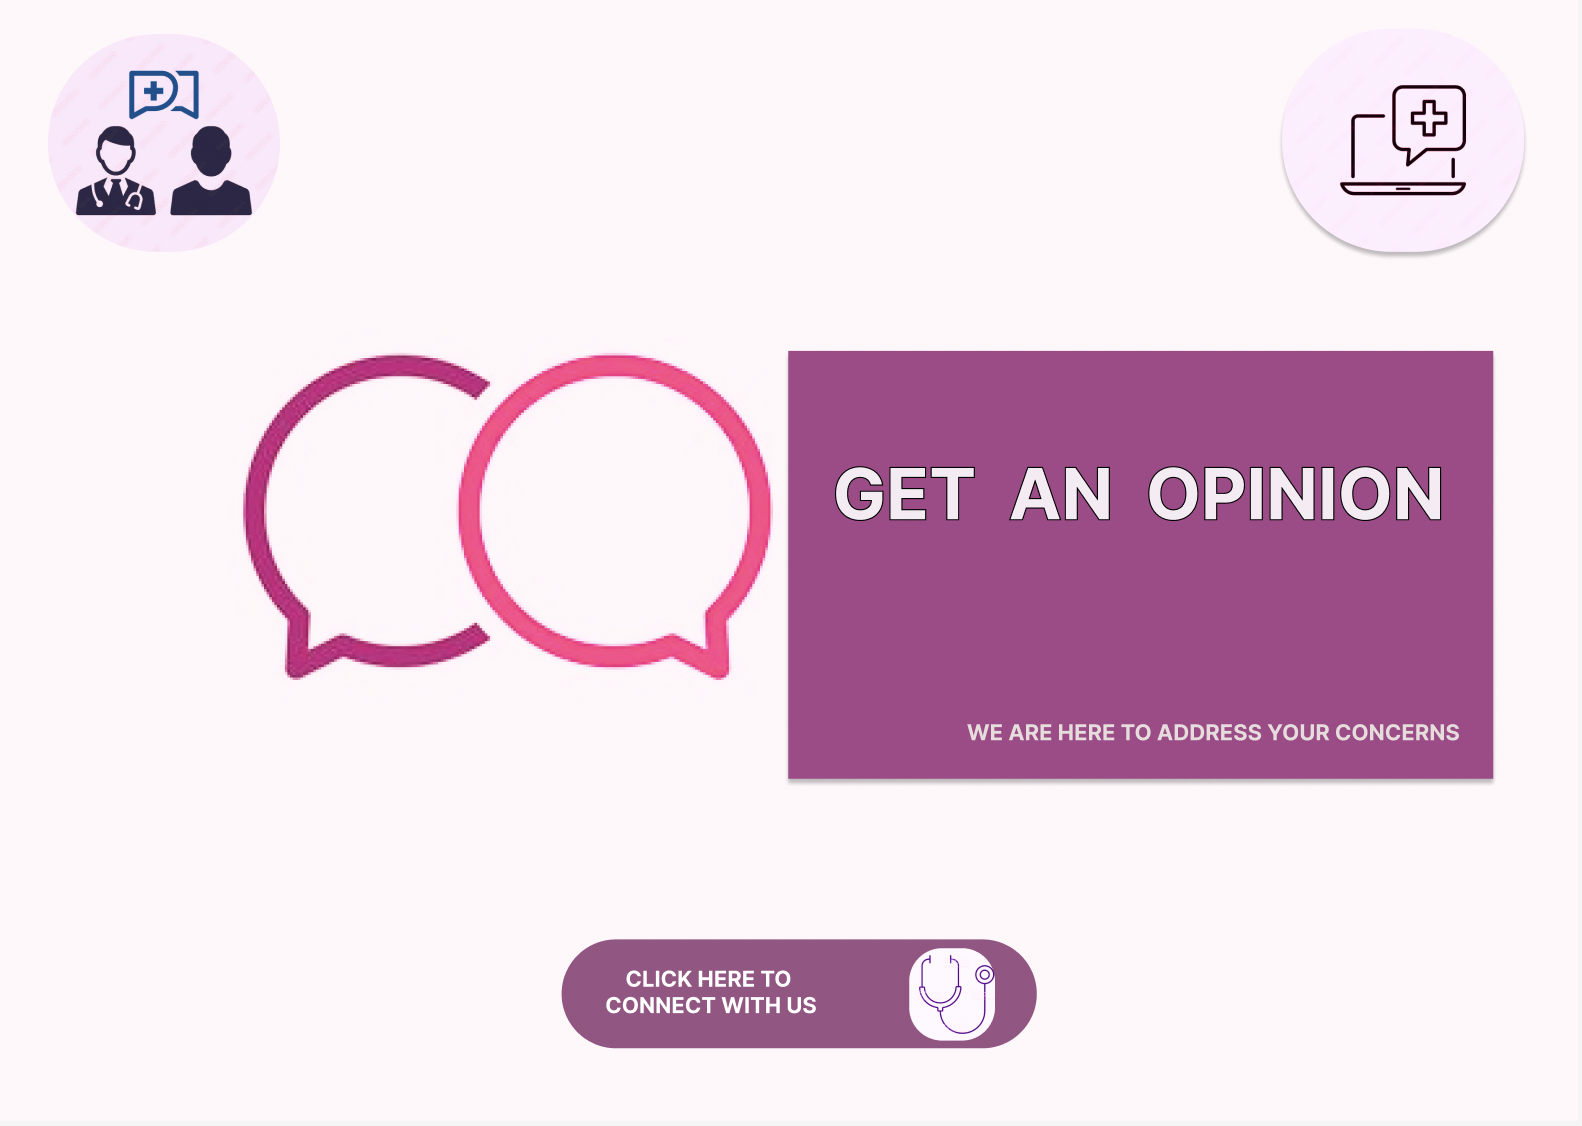 GET AN OPINION
WE ARE HERE TO ADDRESS YOUR CONCERNS
CLICK HERE TO
CONNECT WITH US